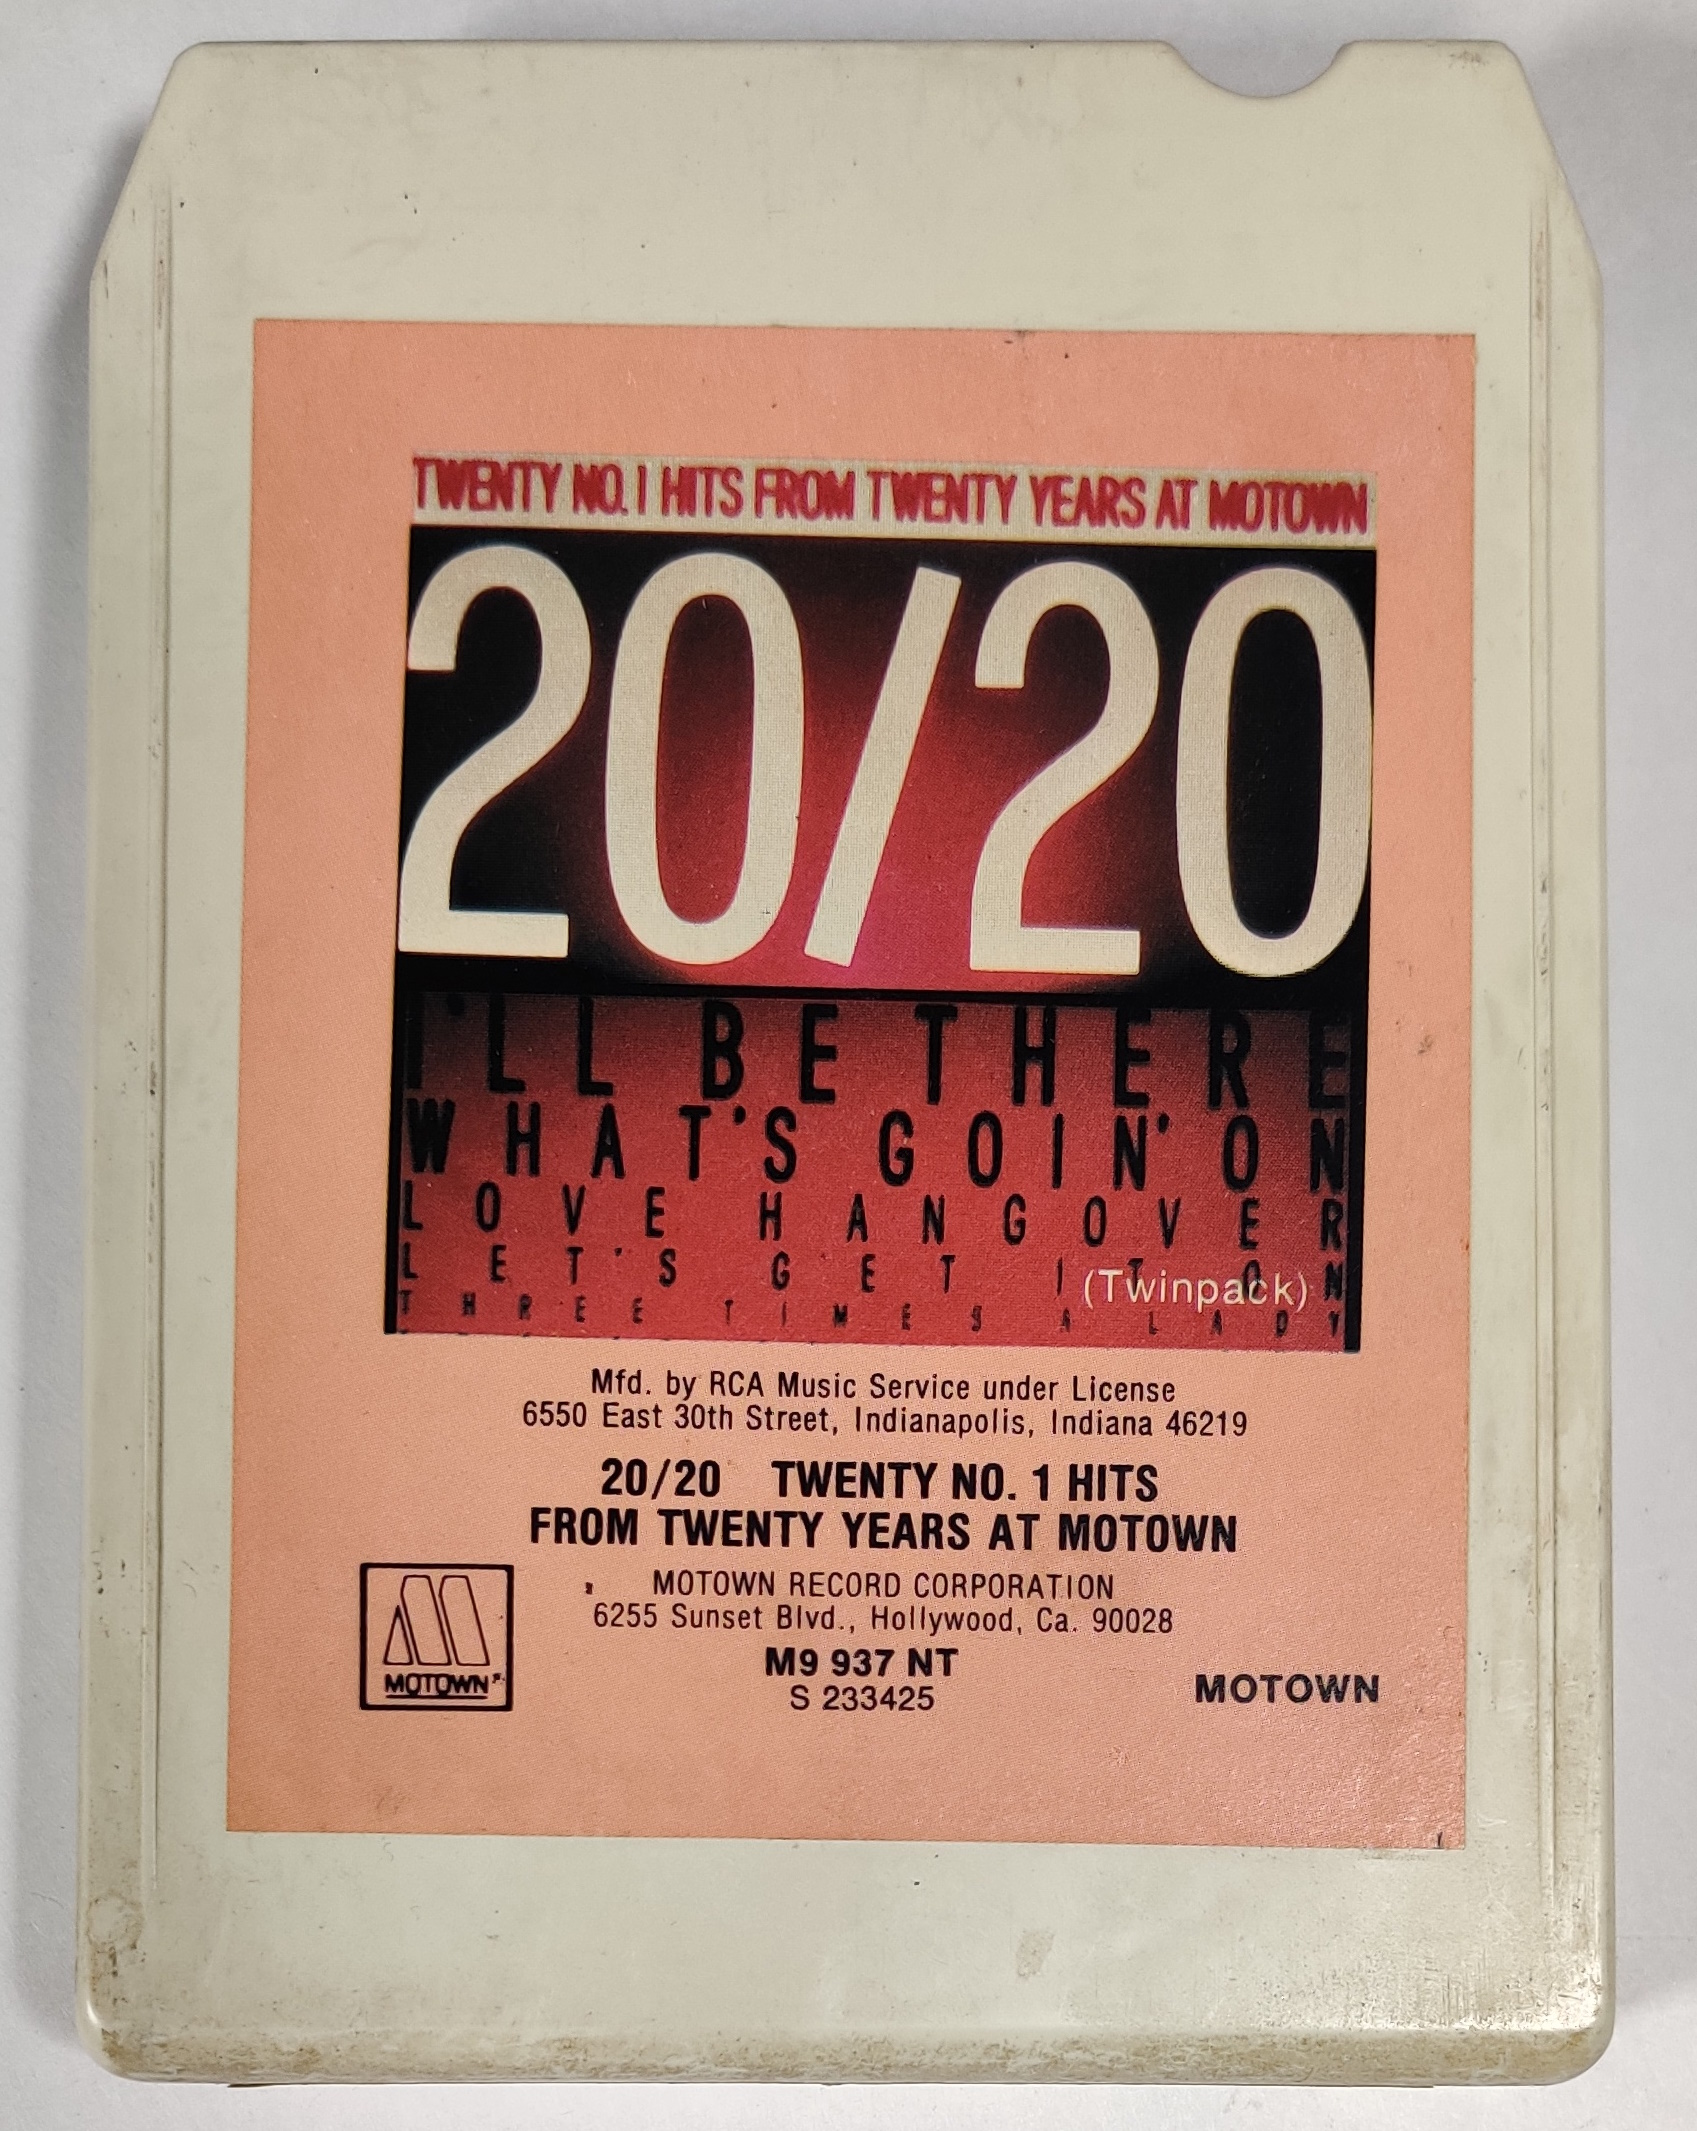 TWENTY NO. 1 HITS FROM TWENTY YEARS AT MOTOWN
20/20
I'LL BE THERE
WHAT'S GOIN' ON
LOVE HANGOVER
LET'S GET IT ON
(Twinpack)
THREE TIMES A LADY
Mfd. by RCA Music Service under License
6550 East 30th Street, Indianapolis, Indiana 46219
20/20 TWENTY NO. 1 HITS
FROM TWENTY YEARS AT MOTOWN
MOTOWN RECORD CORPORATION
6255 Sunset Blvd., Hollywood, Ca. 90028
M9 937 NT
S 233425
MOTOWN
MOTOWN